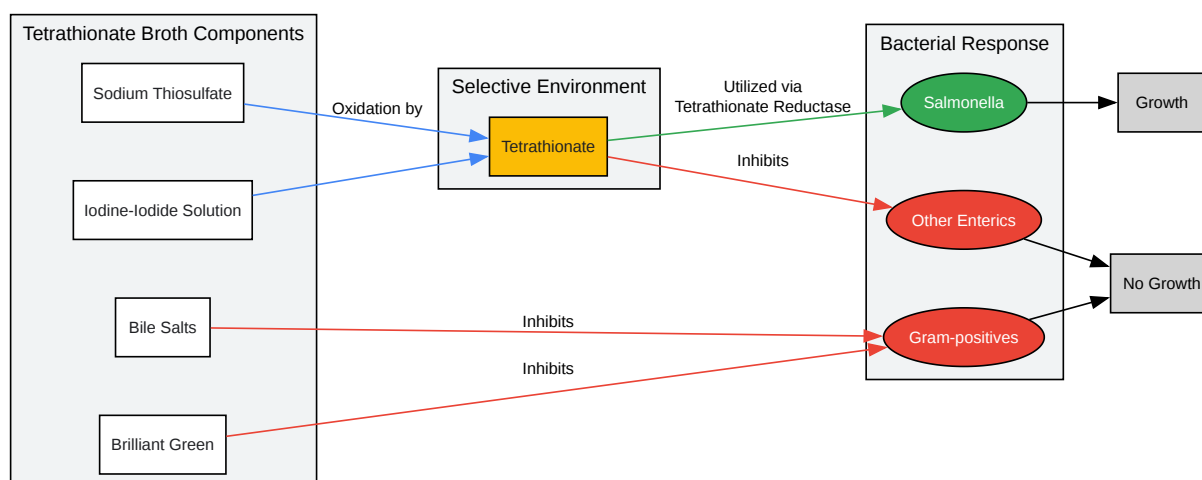 Tetrathionate Broth Components
Sodium Thiosulfate
Iodine-Iodide Solution
Bile Salts
Brilliant Green
Oxidation by
Selective Environment
Tetrathionate
Utilized via
Tetrathionate Reductase
Inhibits
Inhibits
Inhibits
Bacterial Response
Salmonella
Other Enterics
Gram-positives
Growth
No Growth